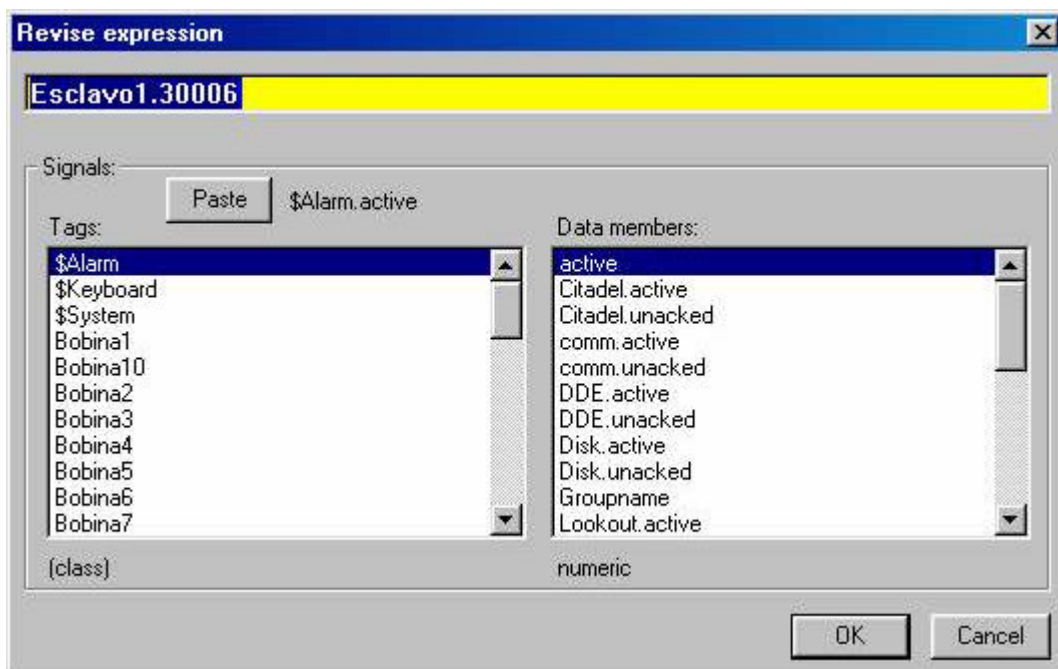 Revise expression
Esclavo1.30006
Signals:
Paste $Alarm.active
Tags:
$Alarm
$Keyboard
$System
Bobina1
Bobina10
Bobina2
Bobina3
Bobina4
Bobina5
Bobina6
Bobina7
(class)
Data members:
active
Citadel.active
Citadel.unacked
comm.active
comm.unacked
DDE.active
DDE.unacked
Disk.active
Disk.unacked
Groupname
Lookout.active
numeric
OK Cancel